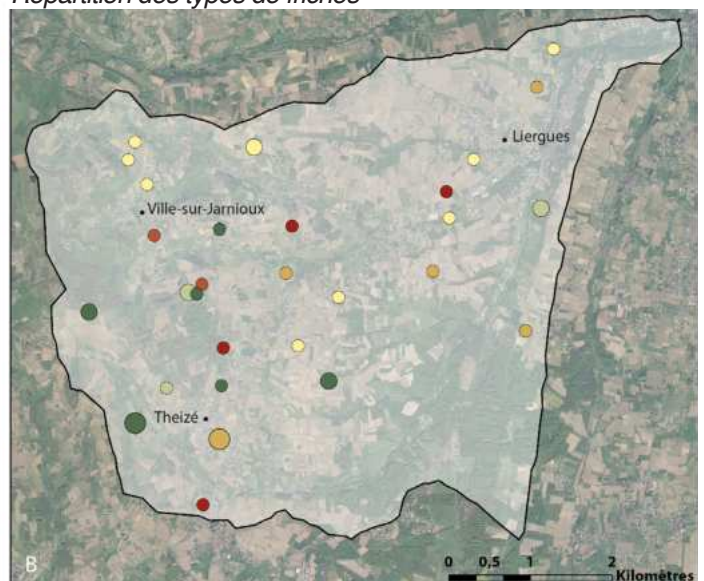 Répartition des types de friches
Liergues
Ville-sur-Jarnioux
Theizé
B
0 0,5 1 2
Kilomètres